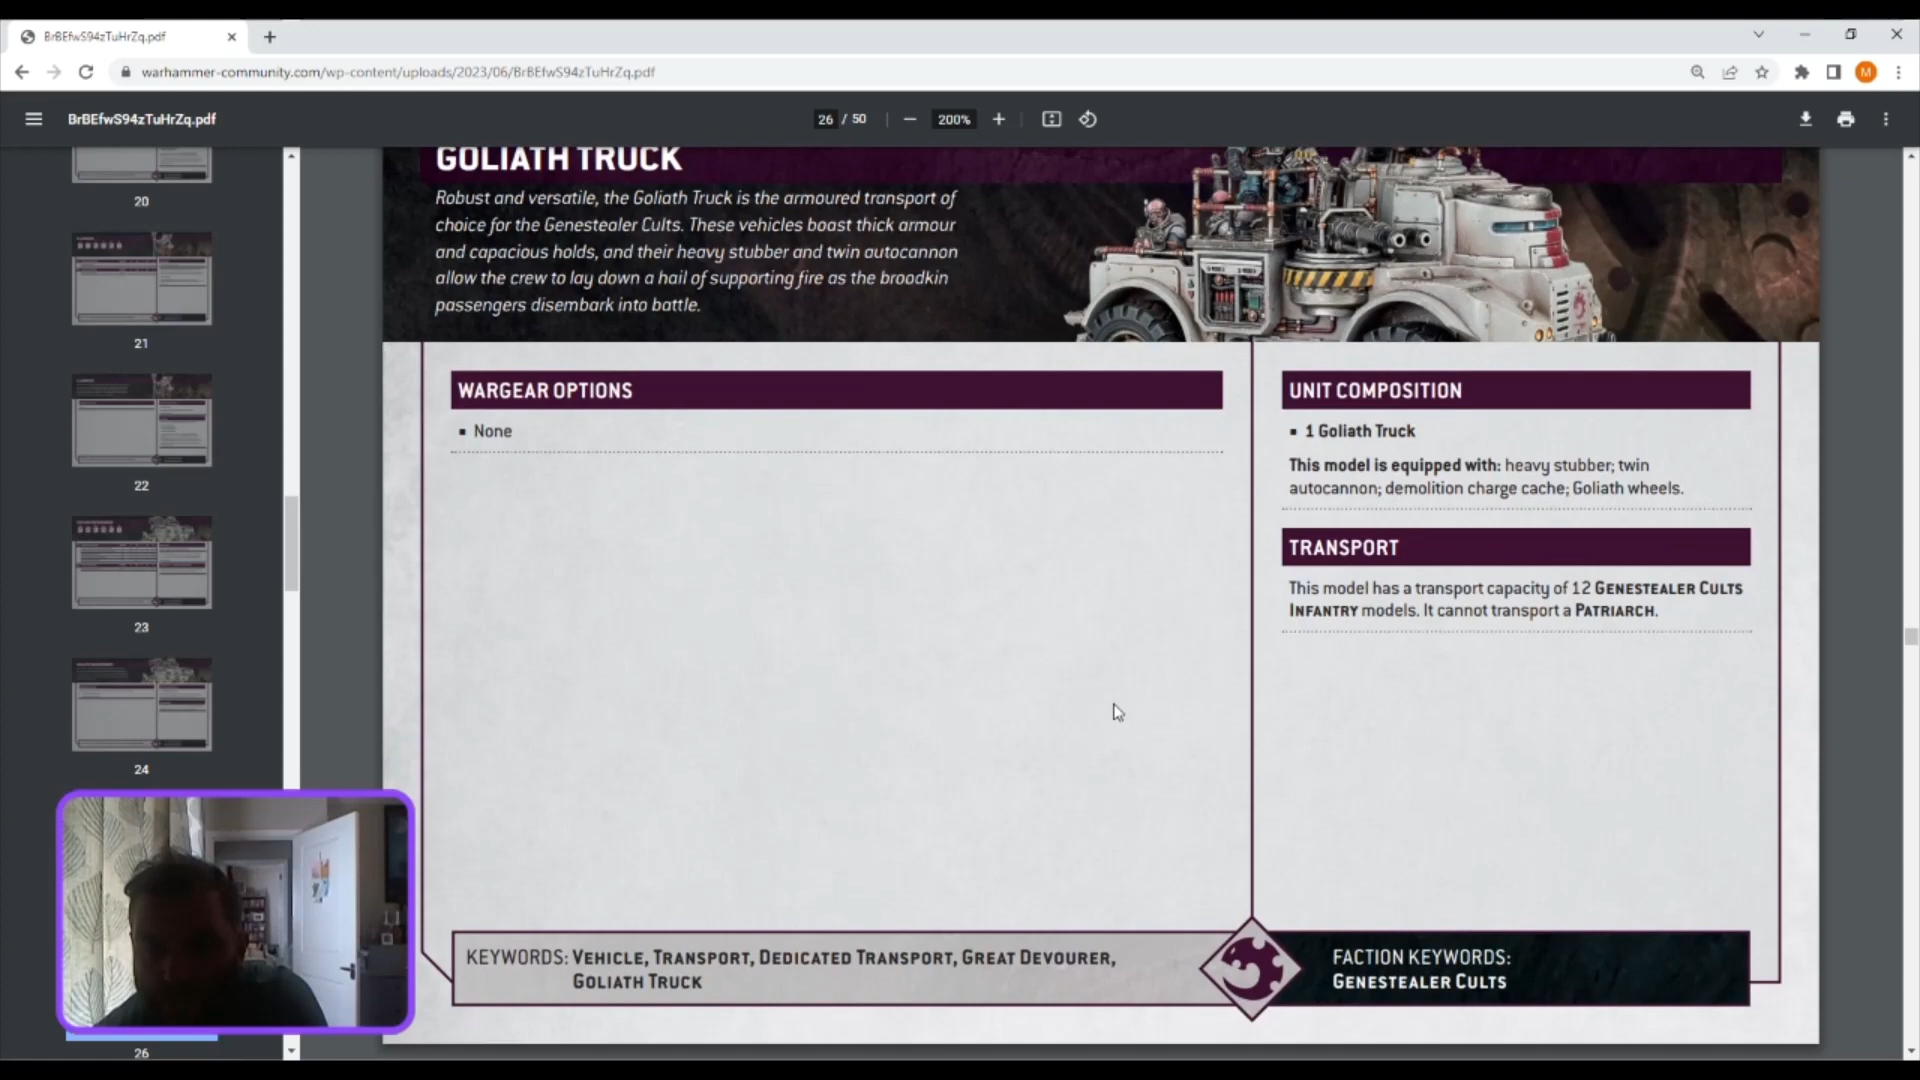 BrBEfwS94zTuHrZq.pdf
warhammer-community.com/wp-content/uploads/2023/06/BrBEfwS94zTuHrZq.pdf
M
BrBEfwS94zTuHrZq.pdf
26 / 50
200%
20
21
22
23
24
26
GOLIATH TRUCK
Robust and versatile, the Goliath Truck is the armoured transport of
choice for the Genestealer Cults. These vehicles boast thick armour
and capacious holds, and their heavy stubber and twin autocannon
allow the crew to lay down a hail of supporting fire as the broodkin
passengers disembark into battle.
WARGEAR OPTIONS
▪ None
UNIT COMPOSITION
▪ 1 Goliath Truck
This model is equipped with: heavy stubber; twin
autocannon; demolition charge cache; Goliath wheels.
TRANSPORT
This model has a transport capacity of 12 GENESTEALER CULTS
INFANTRY models. It cannot transport a PATRIARCH.
KEYWORDS: VEHICLE, TRANSPORT, DEDICATED TRANSPORT, GREAT DEVOURER,
GOLIATH TRUCK
FACTION KEYWORDS:
GENESTEALER CULTS